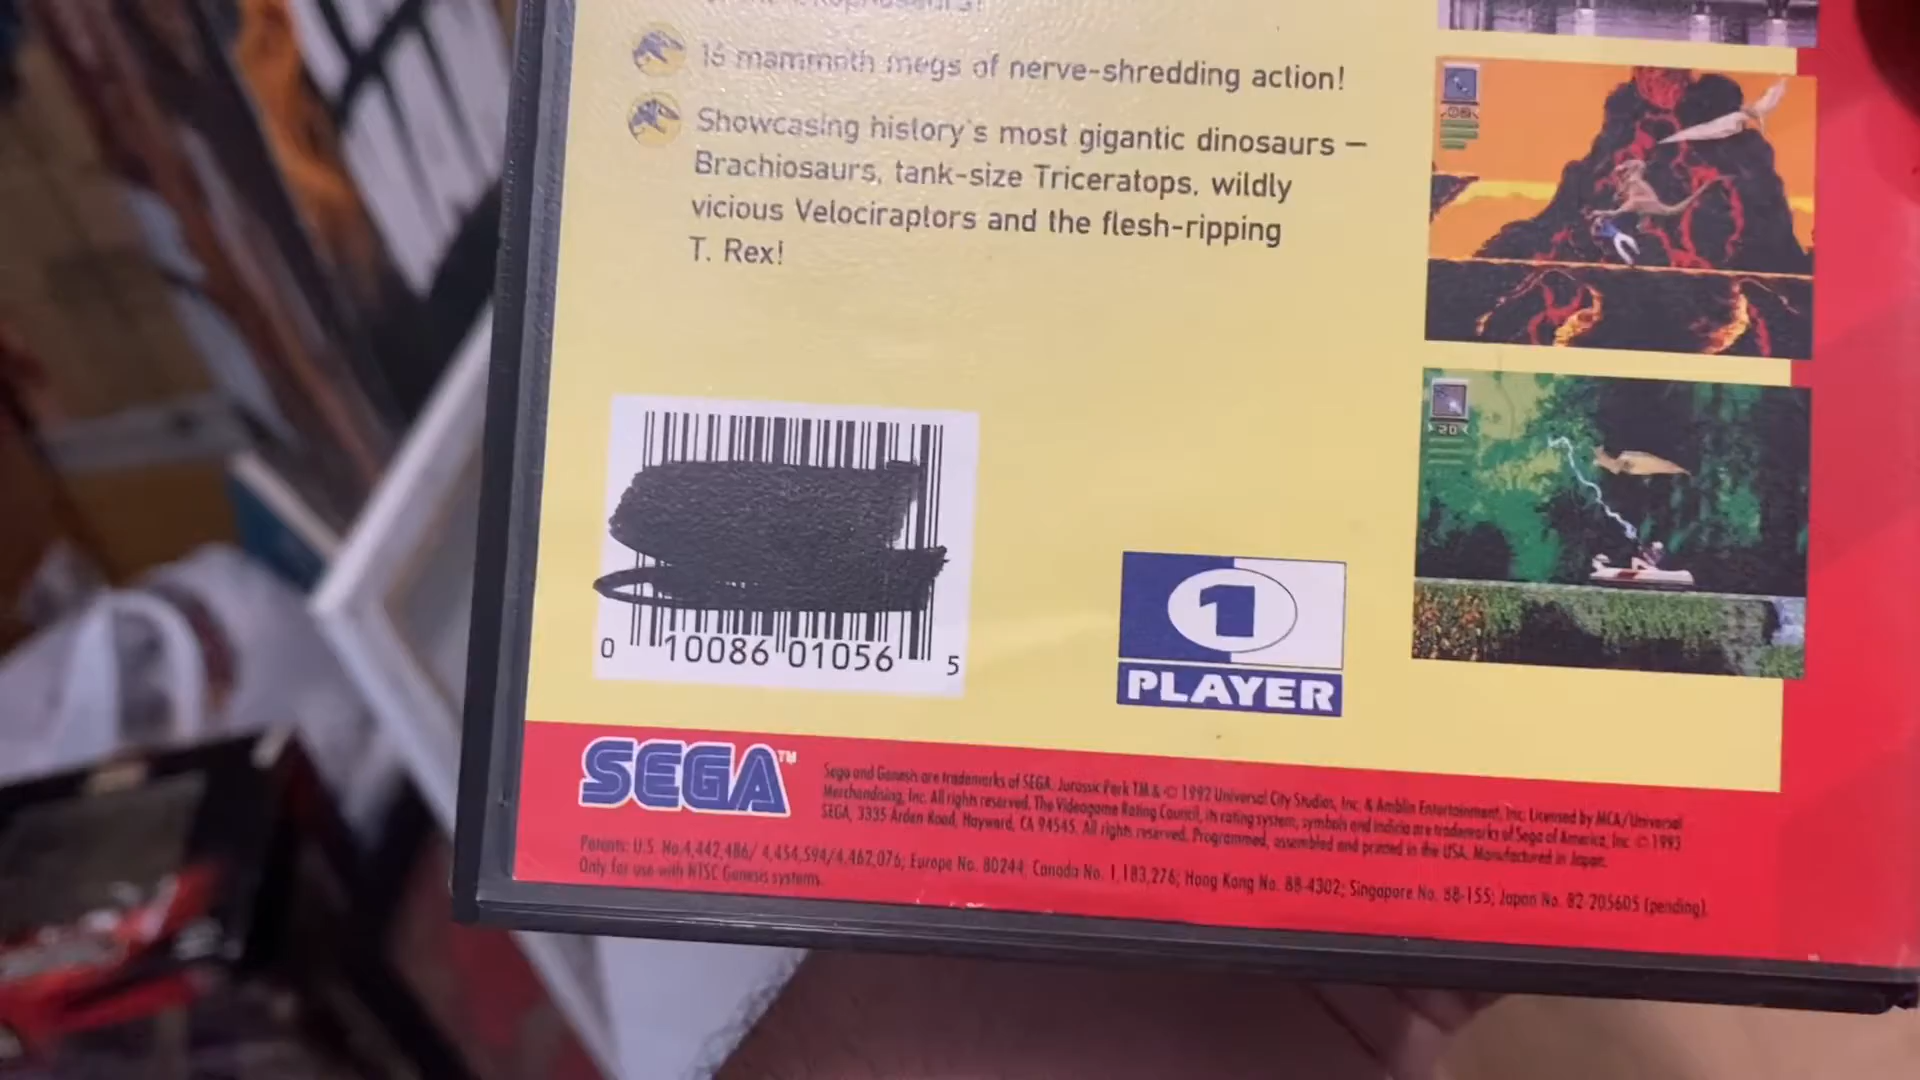 16 mammoth megs of nerve-shredding action!
Showcasing history's most gigantic dinosaurs —
Brachiosaurs, tank-size Triceratops, wildly
vicious Velociraptors and the flesh-ripping
T. Rex!
0 10086 01056 5
1
PLAYER
SEGA™
Sega and Genesis are trademarks of SEGA. Jurassic Park TM & © 1992 Universal City Studios, Inc. & Amblin Entertainment, Inc. Licensed by MCA/Universal
Merchandising, Inc. All rights reserved. The Videogame Rating Council, its rating system, symbols and indicia are trademarks of Sega of America, Inc. © 1993
SEGA, 3335 Arden Road, Hayward, CA 94545. All rights reserved. Programmed, assembled and printed in the USA. Manufactured in Japan.
Patents: U.S. No.4,442,486/ 4,454,594/4,462,076; Europe No. 80244; Canada No. 1,183,276; Hong Kong No. 88-4302; Singapore No. 88-155; Japan No. 82-205605 (pending).
Only for use with NTSC Genesis systems.
20